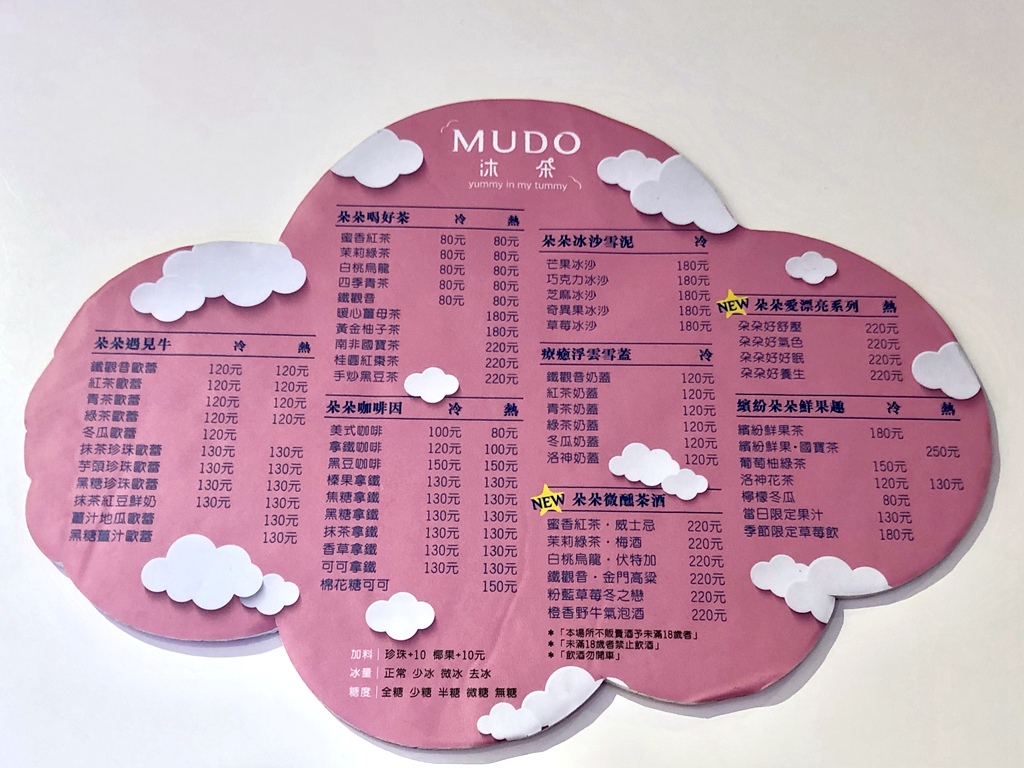 MUDO
沐朵
yummy in my tummy
朵朵遇見牛 冷 熱
鐵觀音歐蕾 120元 120元
紅茶歐蕾 120元 120元
青茶歐蕾 120元 120元
綠茶歐蕾 120元 120元
冬瓜歐蕾 120元
抹茶珍珠歐蕾 130元 130元
芋頭珍珠歐蕾 130元 130元
黑糖珍珠歐蕾 130元 130元
抹茶紅豆鮮奶 130元 130元
薑汁地瓜歐蕾 130元
黑糖薑汁歐蕾 130元
朵朵喝好茶 冷 熱
蜜香紅茶 80元 80元
茉莉綠茶 80元 80元
白桃烏龍 80元 80元
四季青茶 80元 80元
鐵觀音 80元 80元
暖心薑母茶 180元
黃金柚子茶 180元
南非國寶茶 220元
桂圓紅棗茶 220元
手炒黑豆茶 220元
朵朵咖啡因 冷 熱
美式咖啡 100元 80元
拿鐵咖啡 120元 100元
黑豆咖啡 150元 150元
榛果拿鐵 130元 130元
焦糖拿鐵 130元 130元
黑糖拿鐵 130元 130元
抹茶拿鐵 130元 130元
香草拿鐵 130元 130元
可可拿鐵 130元 130元
棉花糖可可 150元
加料｜珍珠+10 椰果+10元
冰量｜正常 少冰 微冰 去冰
糖度｜全糖 少糖 半糖 微糖 無糖
朵朵冰沙雪泥 冷
芒果冰沙 180元
巧克力冰沙 180元
芝麻冰沙 180元
奇異果冰沙 180元
草莓冰沙 180元
療癒浮雲雪蓋 冷
鐵觀音奶蓋 120元
紅茶奶蓋 120元
青茶奶蓋 120元
綠茶奶蓋 120元
冬瓜奶蓋 120元
洛神奶蓋 120元
NEW 朵朵微醺茶酒
蜜香紅茶・威士忌 220元
茉莉綠茶・梅酒 220元
白桃烏龍・伏特加 220元
鐵觀音・金門高粱 220元
粉藍草莓冬之戀 220元
橙香野牛氣泡酒 220元
*「本場所不販賣酒予未滿18歲者」
*「未滿18歲者禁止飲酒」
*「飲酒勿開車」
NEW 朵朵愛漂亮系列 熱
朵朵好舒壓 220元
朵朵好氣色 220元
朵朵好好眠 220元
朵朵好養生 220元
繽紛朵朵鮮果趣 冷 熱
繽紛鮮果茶 180元
繽紛鮮果・國寶茶 250元
葡萄柚綠茶 150元
洛神花茶 120元 130元
檸檬冬瓜 80元
當日限定果汁 130元
季節限定草莓飲 180元